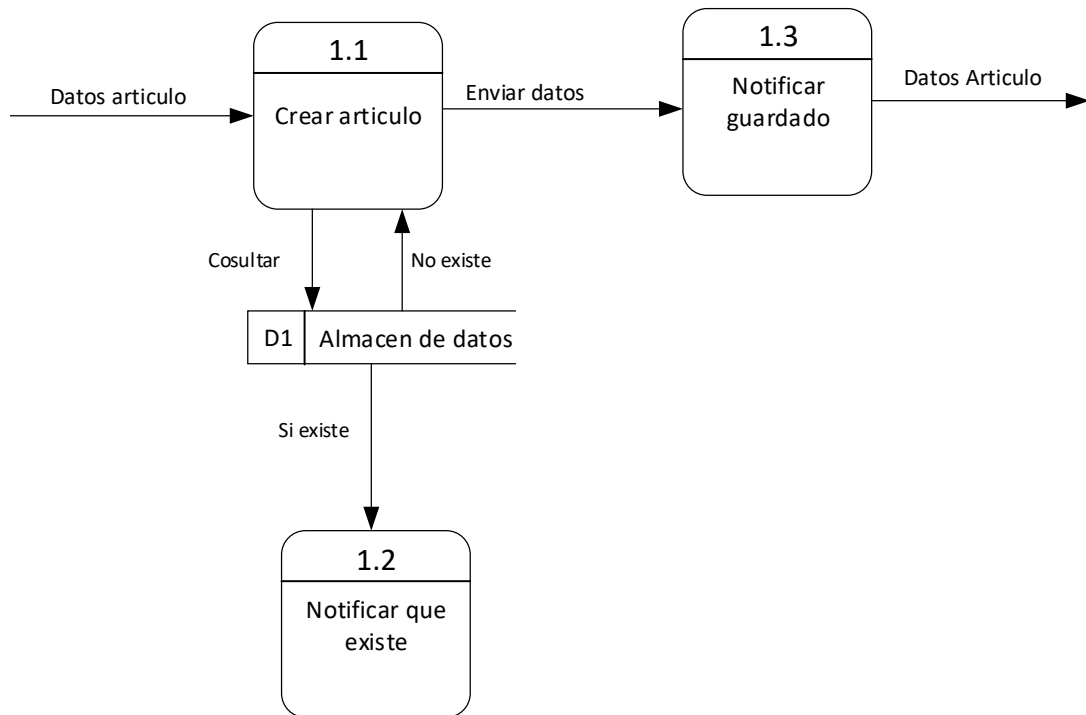 1.1
1.3
Datos articulo
Crear articulo
Enviar datos
Notificar
guardado
Datos Articulo
Cosultar
No existe
D1
Almacen de datos
Si existe
1.2
Notificar que
existe